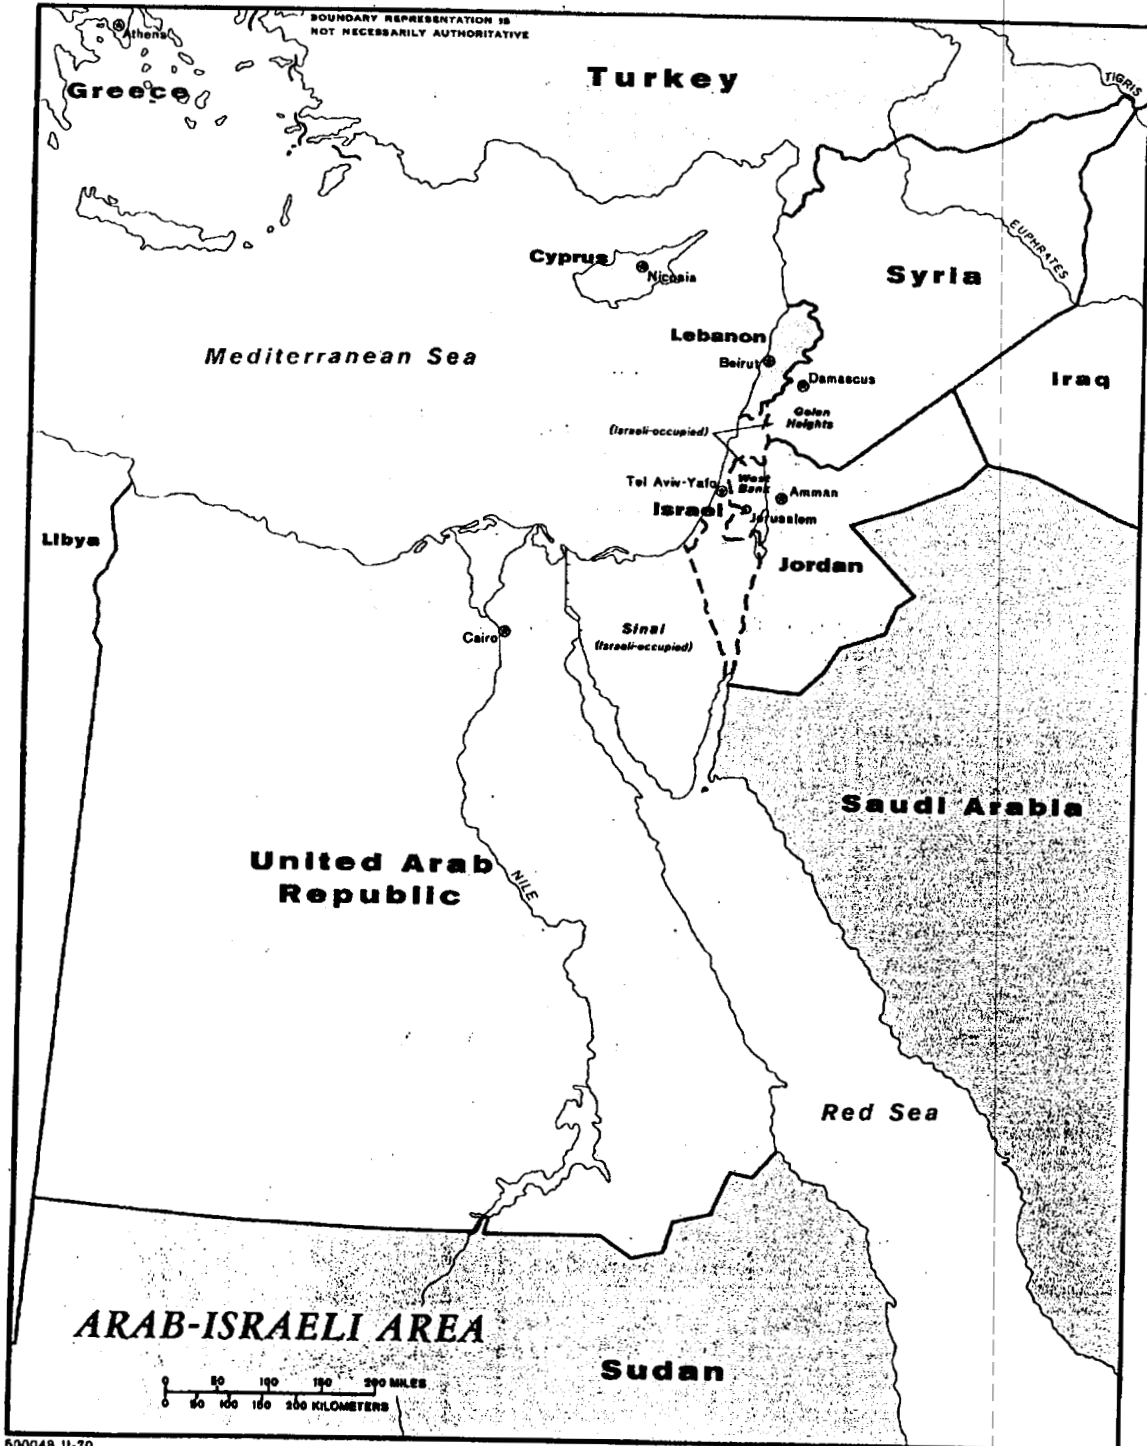 BOUNDARY REPRESENTATION IS
NOT NECESSARILY AUTHORITATIVE
Athens
Greece
Turkey
TIGRIS
EUPHRATES
Cyprus
Nicosia
Syria
Mediterranean Sea
Lebanon
Beirut
Damascus
Iraq
Golan
Heights
(Israeli-occupied)
Tel Aviv-Yafo
West
Bank
Amman
Israel
Jerusalem
Libya
Jordan
Cairo
Sinai
(Israeli-occupied)
Saudi Arabia
United Arab
Republic
NILE
Red Sea
ARAB-ISRAELI AREA
Sudan
0 50 100 150 200 MILES
0 50 100 150 200 KILOMETERS
500049 11-70